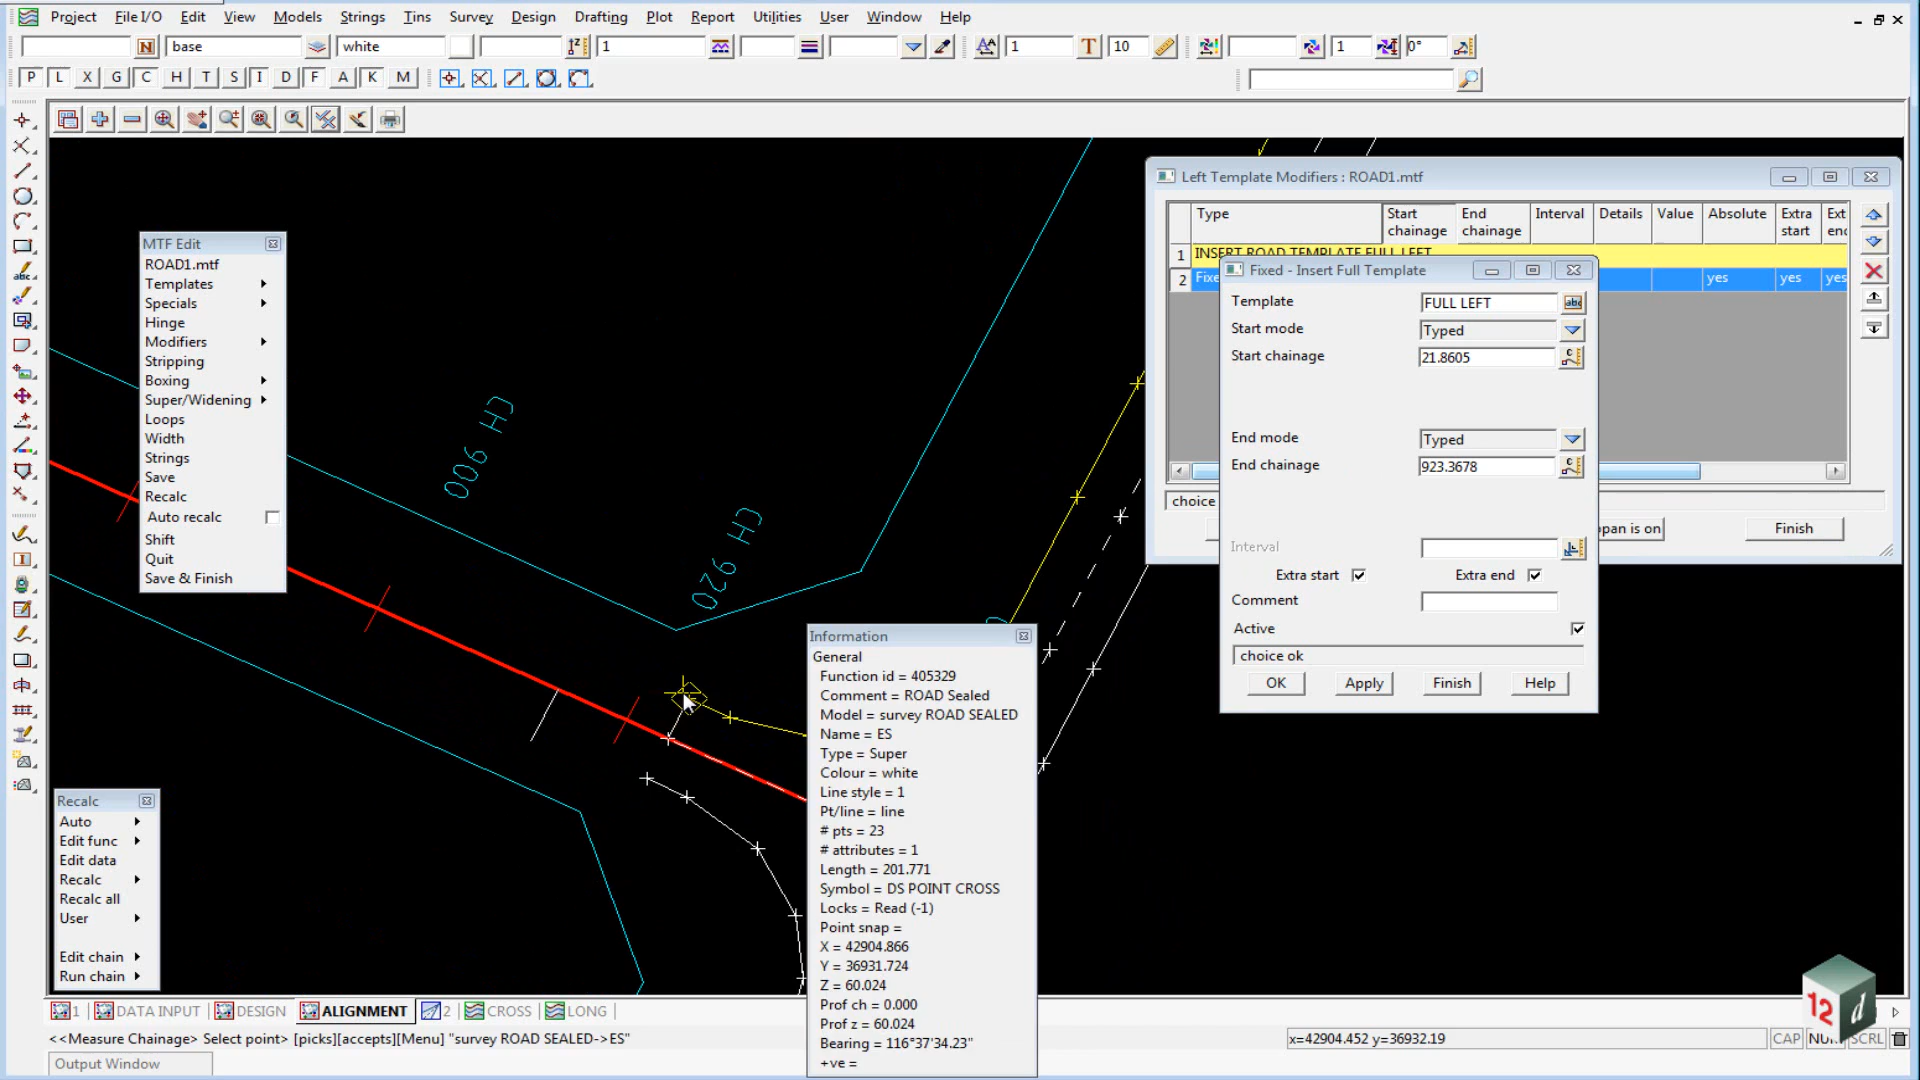 Project File I/O Edit View Models Strings Tins Survey Design Drafting Plot Report Utilities User Window Help
N base white 1 T 10 1 0°
P L X G C H T S I D F A K M
MTF Edit
ROAD1.mtf
Templates
Specials
Hinge
Modifiers
Stripping
Boxing
Super/Widening
Loops
Width
Strings
Save
Recalc
Auto recalc
Shift
Quit
Save & Finish
CH 900
CH 920
Left Template Modifiers : ROAD1.mtf
Type Start chainage End chainage Interval Details Value Absolute Extra start
1 INSERT ROAD TEMPLATE FULL LEFT
2 yes yes yes
choice
Finish
Fixed - Insert Full Template
Template FULL LEFT
Start mode Typed
Start chainage 21.8605
End mode Typed
End chainage 923.3678
Interval
Extra start Extra end
Comment
Active
choice ok
OK Apply Finish Help
Information
General
Function id = 405329
Comment = ROAD Sealed
Model = survey ROAD SEALED
Name = ES
Type = Super
Colour = white
Line style = 1
Pt/line = line
# pts = 23
# attributes = 1
Length = 201.771
Symbol = DS POINT CROSS
Locks = Read (-1)
Point snap =
X = 42904.866
Y = 36931.724
Z = 60.024
Prof ch = 0.000
Prof z = 60.024
Bearing = 116°37'34.23"
+ve =
Recalc
Auto
Edit func
Edit data
Recalc
Recalc all
User
Edit chain
Run chain
1 DATA INPUT DESIGN ALIGNMENT 2 CROSS LONG
12 d
<<Measure Chainage> Select point> [picks][accepts][Menu] "survey ROAD SEALED->ES"
x=42904.452 y=36932.19 CAP NUM SCRL
Output Window